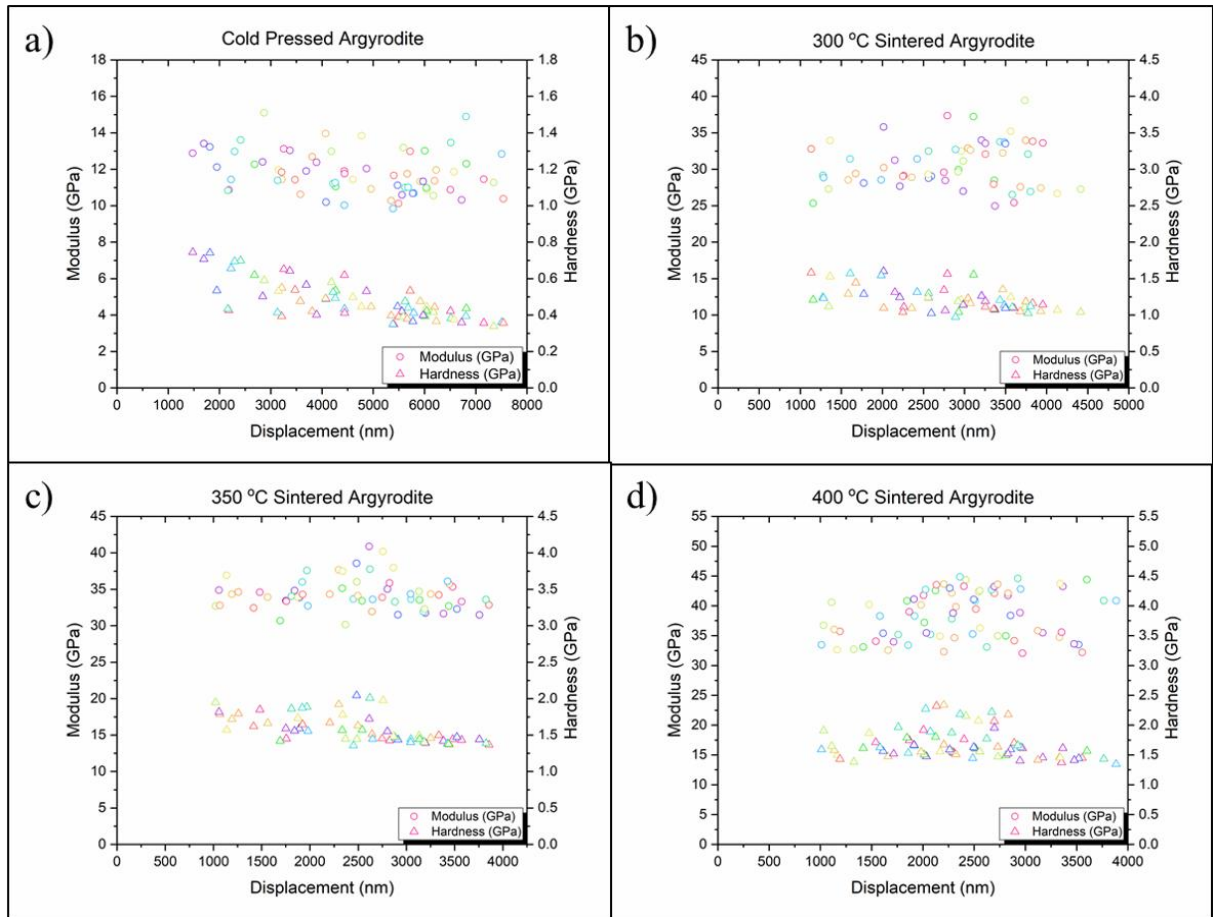 a)
Cold Pressed Argyrodite
18
16
14
12
10
8
6
4
2
0
Modulus (GPa)
1.8
1.6
1.4
1.2
1.0
0.8
0.6
0.4
0.2
0.0
Hardness (GPa)
Modulus (GPa)
Hardness (GPa)
0 1000 2000 3000 4000 5000 6000 7000 8000
Displacement (nm)
b)
300 °C Sintered Argyrodite
45
40
35
30
25
20
15
10
5
0
Modulus (GPa)
4.5
4.0
3.5
3.0
2.5
2.0
1.5
1.0
0.5
0.0
Hardness (GPa)
Modulus (GPa)
Hardness (GPa)
0 500 1000 1500 2000 2500 3000 3500 4000 4500 5000
Displacement (nm)
c)
350 °C Sintered Argyrodite
45
40
35
30
25
20
15
10
5
0
Modulus (GPa)
4.5
4.0
3.5
3.0
2.5
2.0
1.5
1.0
0.5
0.0
Hardness (GPa)
Modulus (GPa)
Hardness (GPa)
0 500 1000 1500 2000 2500 3000 3500 4000
Displacement (nm)
d)
400 °C Sintered Argyrodite
55
50
45
40
35
30
25
20
15
10
5
0
Modulus (GPa)
5.5
5.0
4.5
4.0
3.5
3.0
2.5
2.0
1.5
1.0
0.5
0.0
Hardness (GPa)
Modulus (GPa)
Hardness (GPa)
0 500 1000 1500 2000 2500 3000 3500 4000
Displacement (nm)